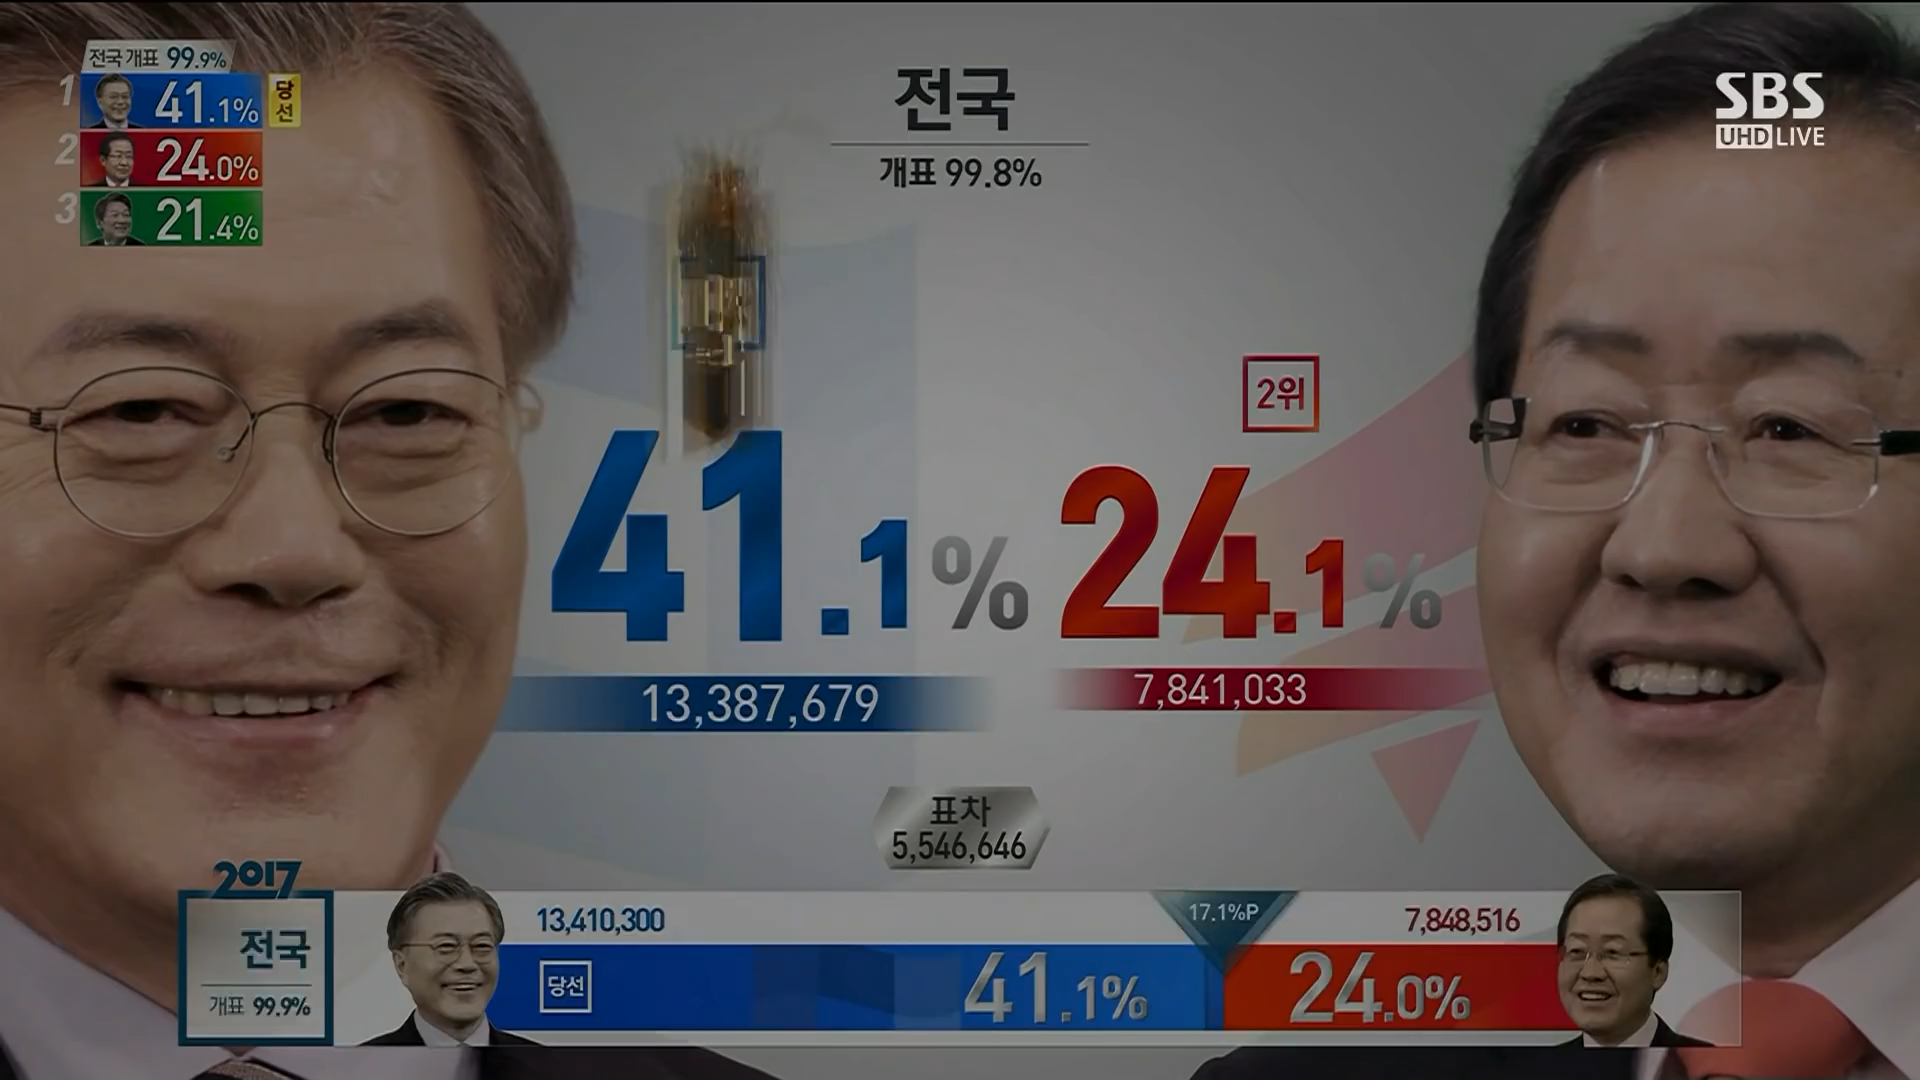 전국 개표 99.9%
1 41.1% 당선
2 24.0%
3 21.4%
전국
개표 99.8%
SBS
UHD LIVE
2위
41.1%
24.1%
13,387,679
7,841,033
표차
5,546,646
2017
전국
개표 99.9%
13,410,300
17.1%P
7,848,516
당선
41.1%
24.0%